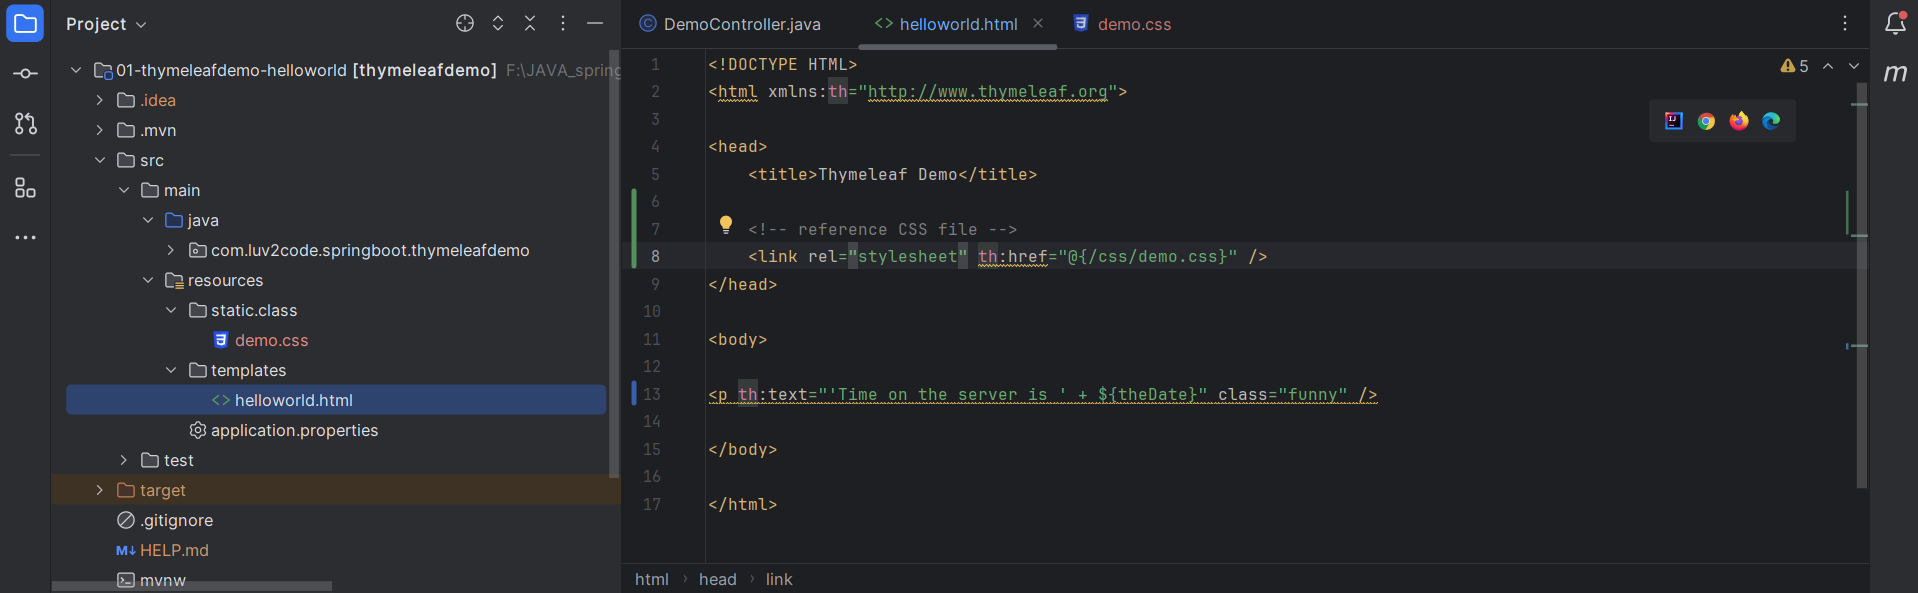 Project
01-thymeleafdemo-helloworld [thymeleafdemo] F:\JAVA_spring
.idea
.mvn
src
main
java
com.luv2code.springboot.thymeleafdemo
resources
static.class
demo.css
templates
helloworld.html
application.properties
test
target
.gitignore
HELP.md
mvnw
DemoController.java helloworld.html demo.css
5
1 <!DOCTYPE HTML>
2 <html xmlns:th="http://www.thymeleaf.org">
3
4 <head>
5 <title>Thymeleaf Demo</title>
6
7 <!-- reference CSS file -->
8 <link rel="stylesheet" th:href="@{/css/demo.css}" />
9 </head>
10
11 <body>
12
13 <p th:text="'Time on the server is ' + ${theDate}" class="funny" />
14
15 </body>
16
17 </html>
html › head › link
m